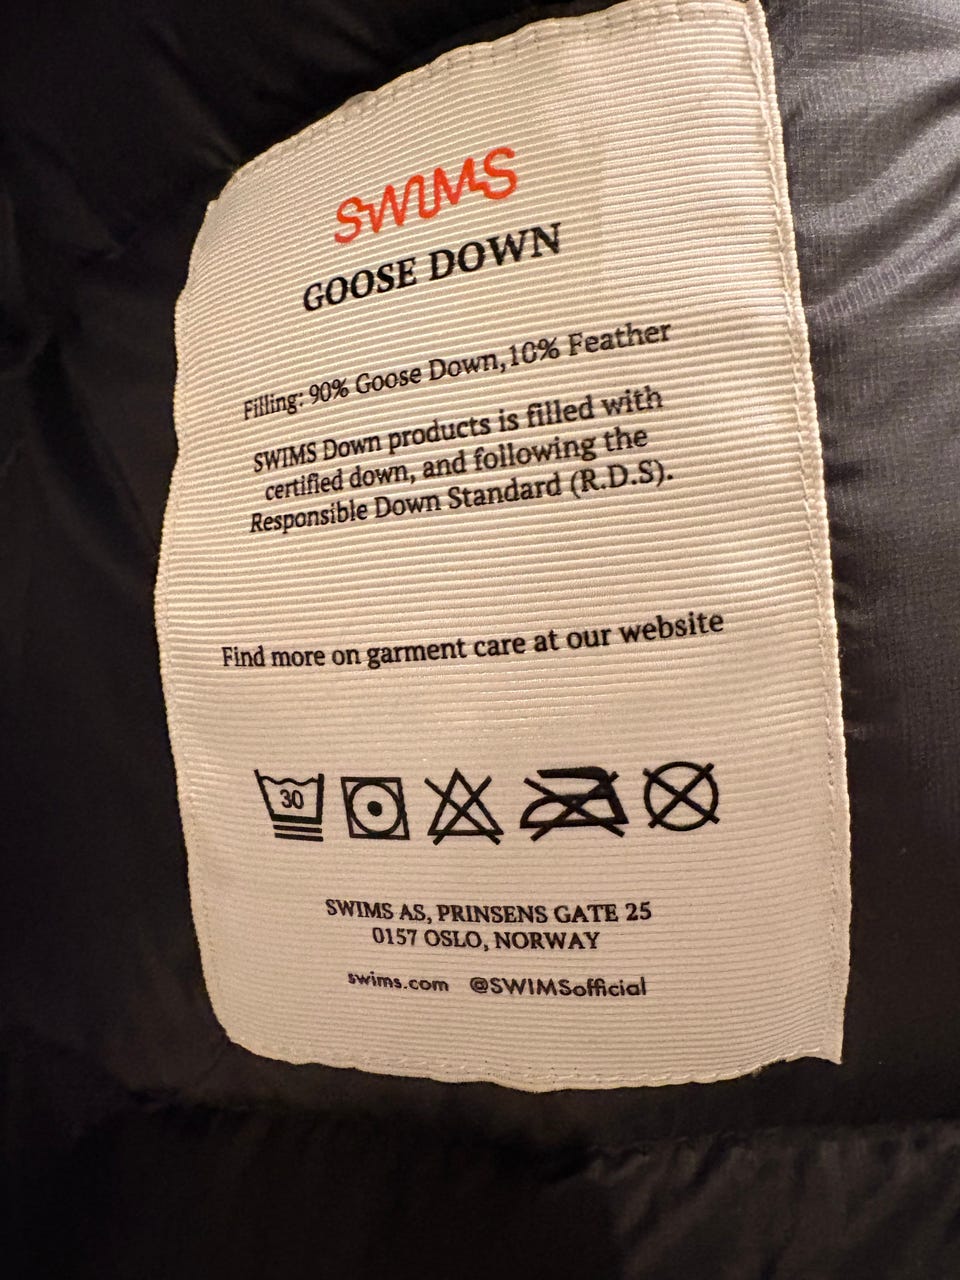 SWIMS
GOOSE DOWN
Filling: 90% Goose Down, 10% Feather
SWIMS Down products is filled with
certified down, and following the
Responsible Down Standard (R.D.S).
Find more on garment care at our website
30
SWIMS AS, PRINSENS GATE 25
0157 OSLO, NORWAY
swims.com @SWIMSofficial